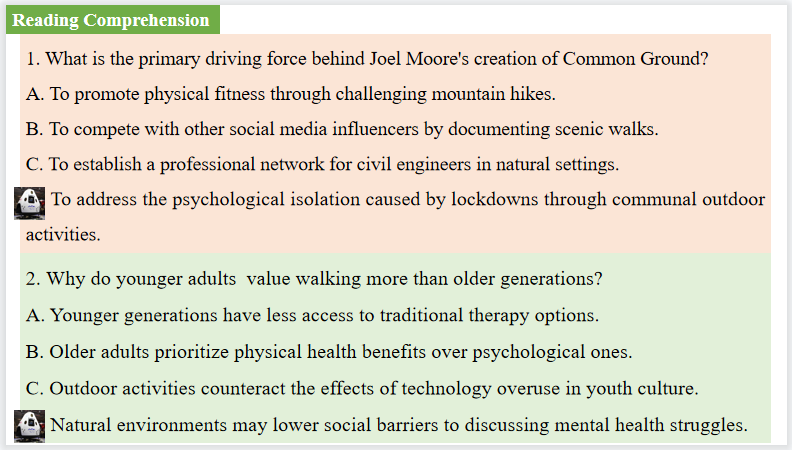 Reading Comprehension
1. What is the primary driving force behind Joel Moore's creation of Common Ground?
A. To promote physical fitness through challenging mountain hikes.
B. To compete with other social media influencers by documenting scenic walks.
C. To establish a professional network for civil engineers in natural settings.
To address the psychological isolation caused by lockdowns through communal outdoor
activities.
2. Why do younger adults  value walking more than older generations?
A. Younger generations have less access to traditional therapy options.
B. Older adults prioritize physical health benefits over psychological ones.
C. Outdoor activities counteract the effects of technology overuse in youth culture.
Natural environments may lower social barriers to discussing mental health struggles.